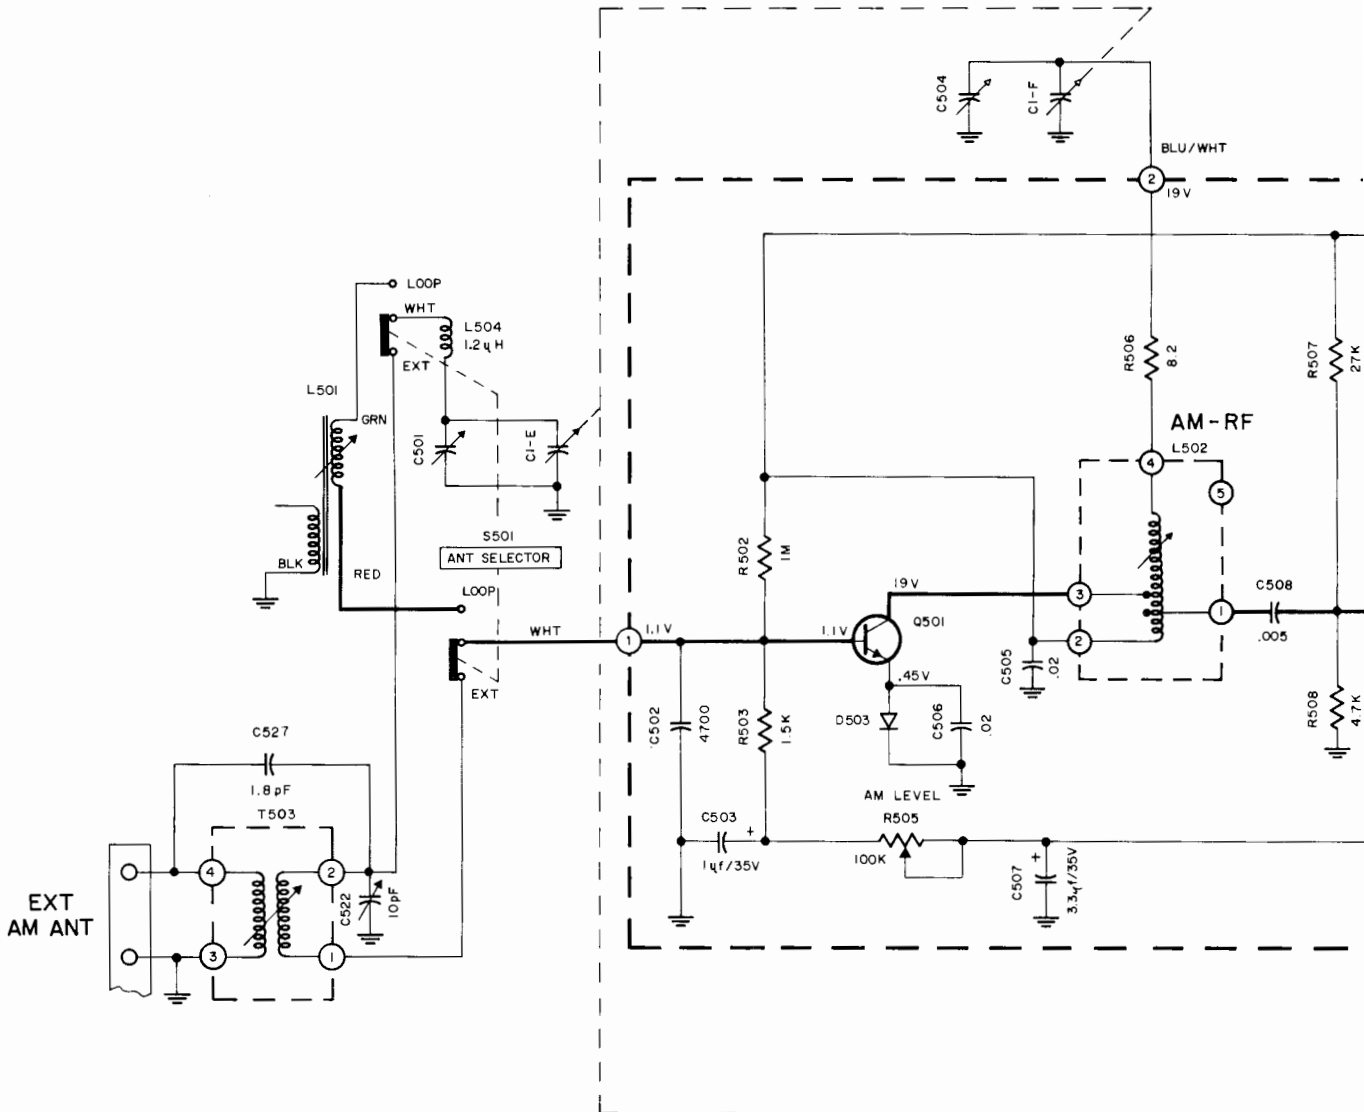 C504
C1-F
BLU/WHT
2
19V
LOOP
WHT
L504
1.2 μH
EXT
L501
GRN
C501
C1-E
R506
8.2
R507
27K
AM-RF
L502
4
5
S501
ANT SELECTOR
BLK
RED
R502
1M
LOOP
19V
3
C508
.005
1
WHT
1
1.1V
1.1V
Q501
2
C505
.02
EXT
.45V
C502
4700
R503
1.5K
D503
C506
.02
R508
4.7K
C527
1.8pF
AM LEVEL
T503
C503
+
1μf/35V
R505
100K
+
C507
3.3μf/35V
4
2
C522
10pF
EXT
AM ANT
3
1